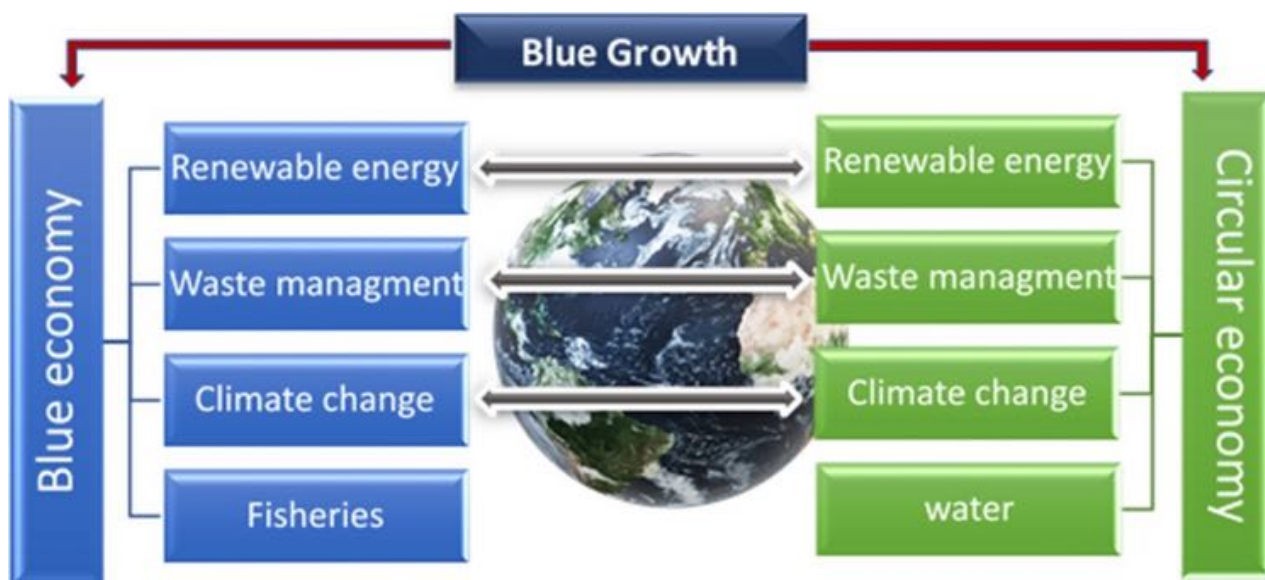 Blue Growth
Blue economy
Renewable energy
Waste managment
Climate change
Fisheries
Renewable energy
Waste managment
Climate change
water
Circular economy